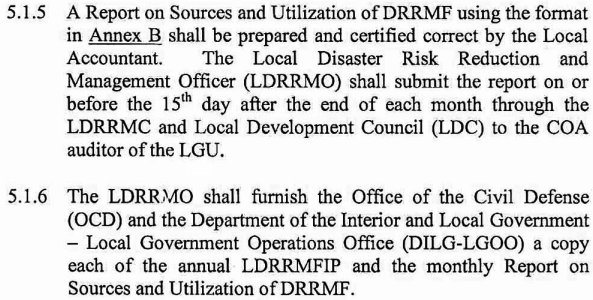 5.1.5 A Report on Sources and Utilization of DRRMF using the format
in Annex B shall be prepared and certified correct by the Local
Accountant. The Local Disaster Risk Reduction and
Management Officer (LDRRMO) shall submit the report on or
before the 15th day after the end of each month through the
LDRRMC and Local Development Council (LDC) to the COA
auditor of the LGU.
5.1.6 The LDRRMO shall furnish the Office of the Civil Defense
(OCD) and the Department of the Interior and Local Government
– Local Government Operations Office (DILG-LGOO) a copy
each of the annual LDRRMFIP and the monthly Report on
Sources and Utilization of DRRMF.